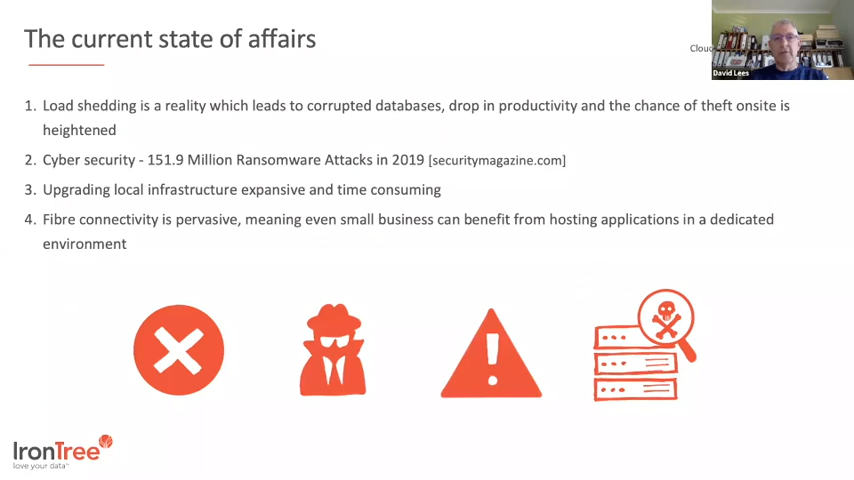 The current state of affairs
Cloud
David Lees
1. Load shedding is a reality which leads to corrupted databases, drop in productivity and the chance of theft onsite is
heightened
2. Cyber security - 151.9 Million Ransomware Attacks in 2019 [securitymagazine.com]
3. Upgrading local infrastructure expansive and time consuming
4. Fibre connectivity is pervasive, meaning even small business can benefit from hosting applications in a dedicated
environment
IronTree
love your data™